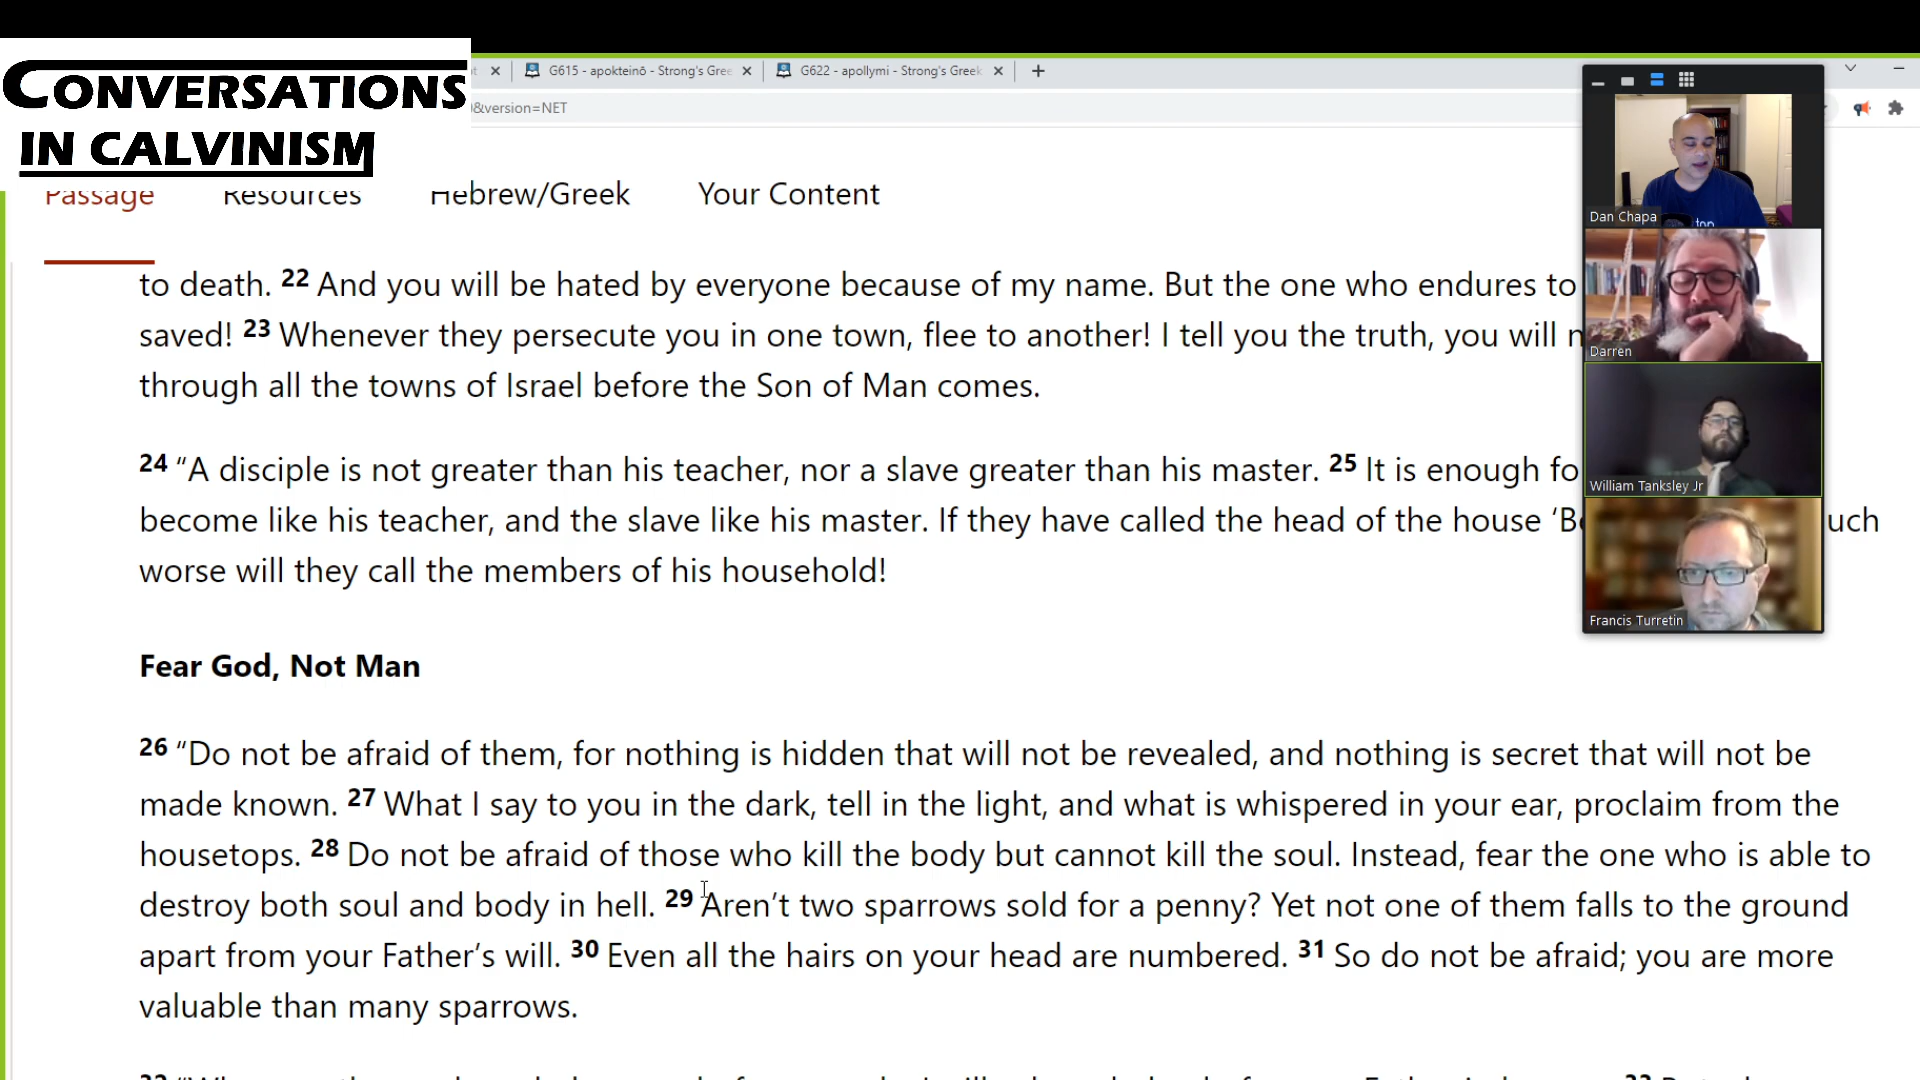 CONVERSATIONS
IN CALVINISM
G615 - apokteinō - Strong's Gree
G622 - apollymi - Strong's Greek
&version=NET
Passage
Resources
Hebrew/Greek
Your Content
to death. 22 And you will be hated by everyone because of my name. But the one who endures to
saved! 23 Whenever they persecute you in one town, flee to another! I tell you the truth, you will
through all the towns of Israel before the Son of Man comes.
24 “A disciple is not greater than his teacher, nor a slave greater than his master. 25 It is enough fo
become like his teacher, and the slave like his master. If they have called the head of the house ‘Be
uch
worse will they call the members of his household!
Fear God, Not Man
26 “Do not be afraid of them, for nothing is hidden that will not be revealed, and nothing is secret that will not be
made known. 27 What I say to you in the dark, tell in the light, and what is whispered in your ear, proclaim from the
housetops. 28 Do not be afraid of those who kill the body but cannot kill the soul. Instead, fear the one who is able to
destroy both soul and body in hell. 29 Aren’t two sparrows sold for a penny? Yet not one of them falls to the ground
apart from your Father’s will. 30 Even all the hairs on your head are numbered. 31 So do not be afraid; you are more
valuable than many sparrows.
Dan Chapa
Darren
William Tanksley Jr
Francis Turretin